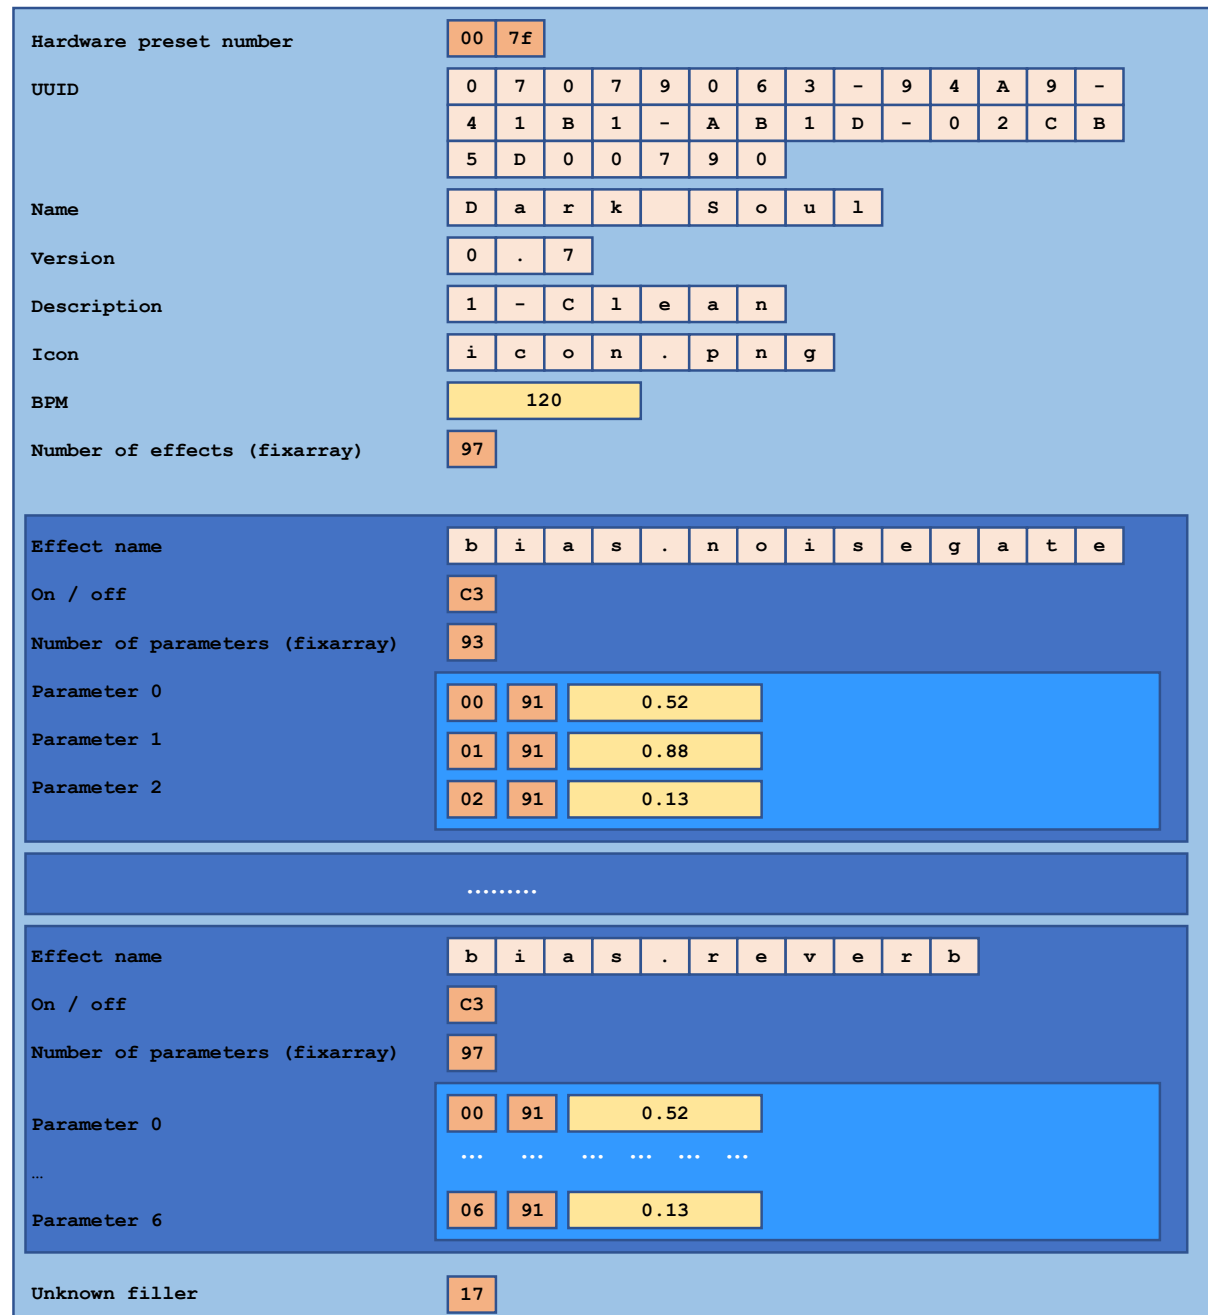 Hardware preset number 00 7f
UUID 0 7 0 7 9 0 6 3 - 9 4 A 9 -
4 1 B 1 - A B 1 D - 0 2 C B
5 D 0 0 7 9 0
Name D a r k S o u l
Version 0 . 7
Description 1 - C l e a n
Icon i c o n . p n g
BPM 120
Number of effects (fixarray) 97
Effect name b i a s . n o i s e g a t e
On / off C3
Number of parameters (fixarray) 93
Parameter 0 00 91 0.52
Parameter 1 01 91 0.88
Parameter 2 02 91 0.13
.........
Effect name b i a s . r e v e r b
On / off C3
Number of parameters (fixarray) 97
Parameter 0 00 91 0.52
… ... ... ... ... ... ...
Parameter 6 06 91 0.13
Unknown filler 17